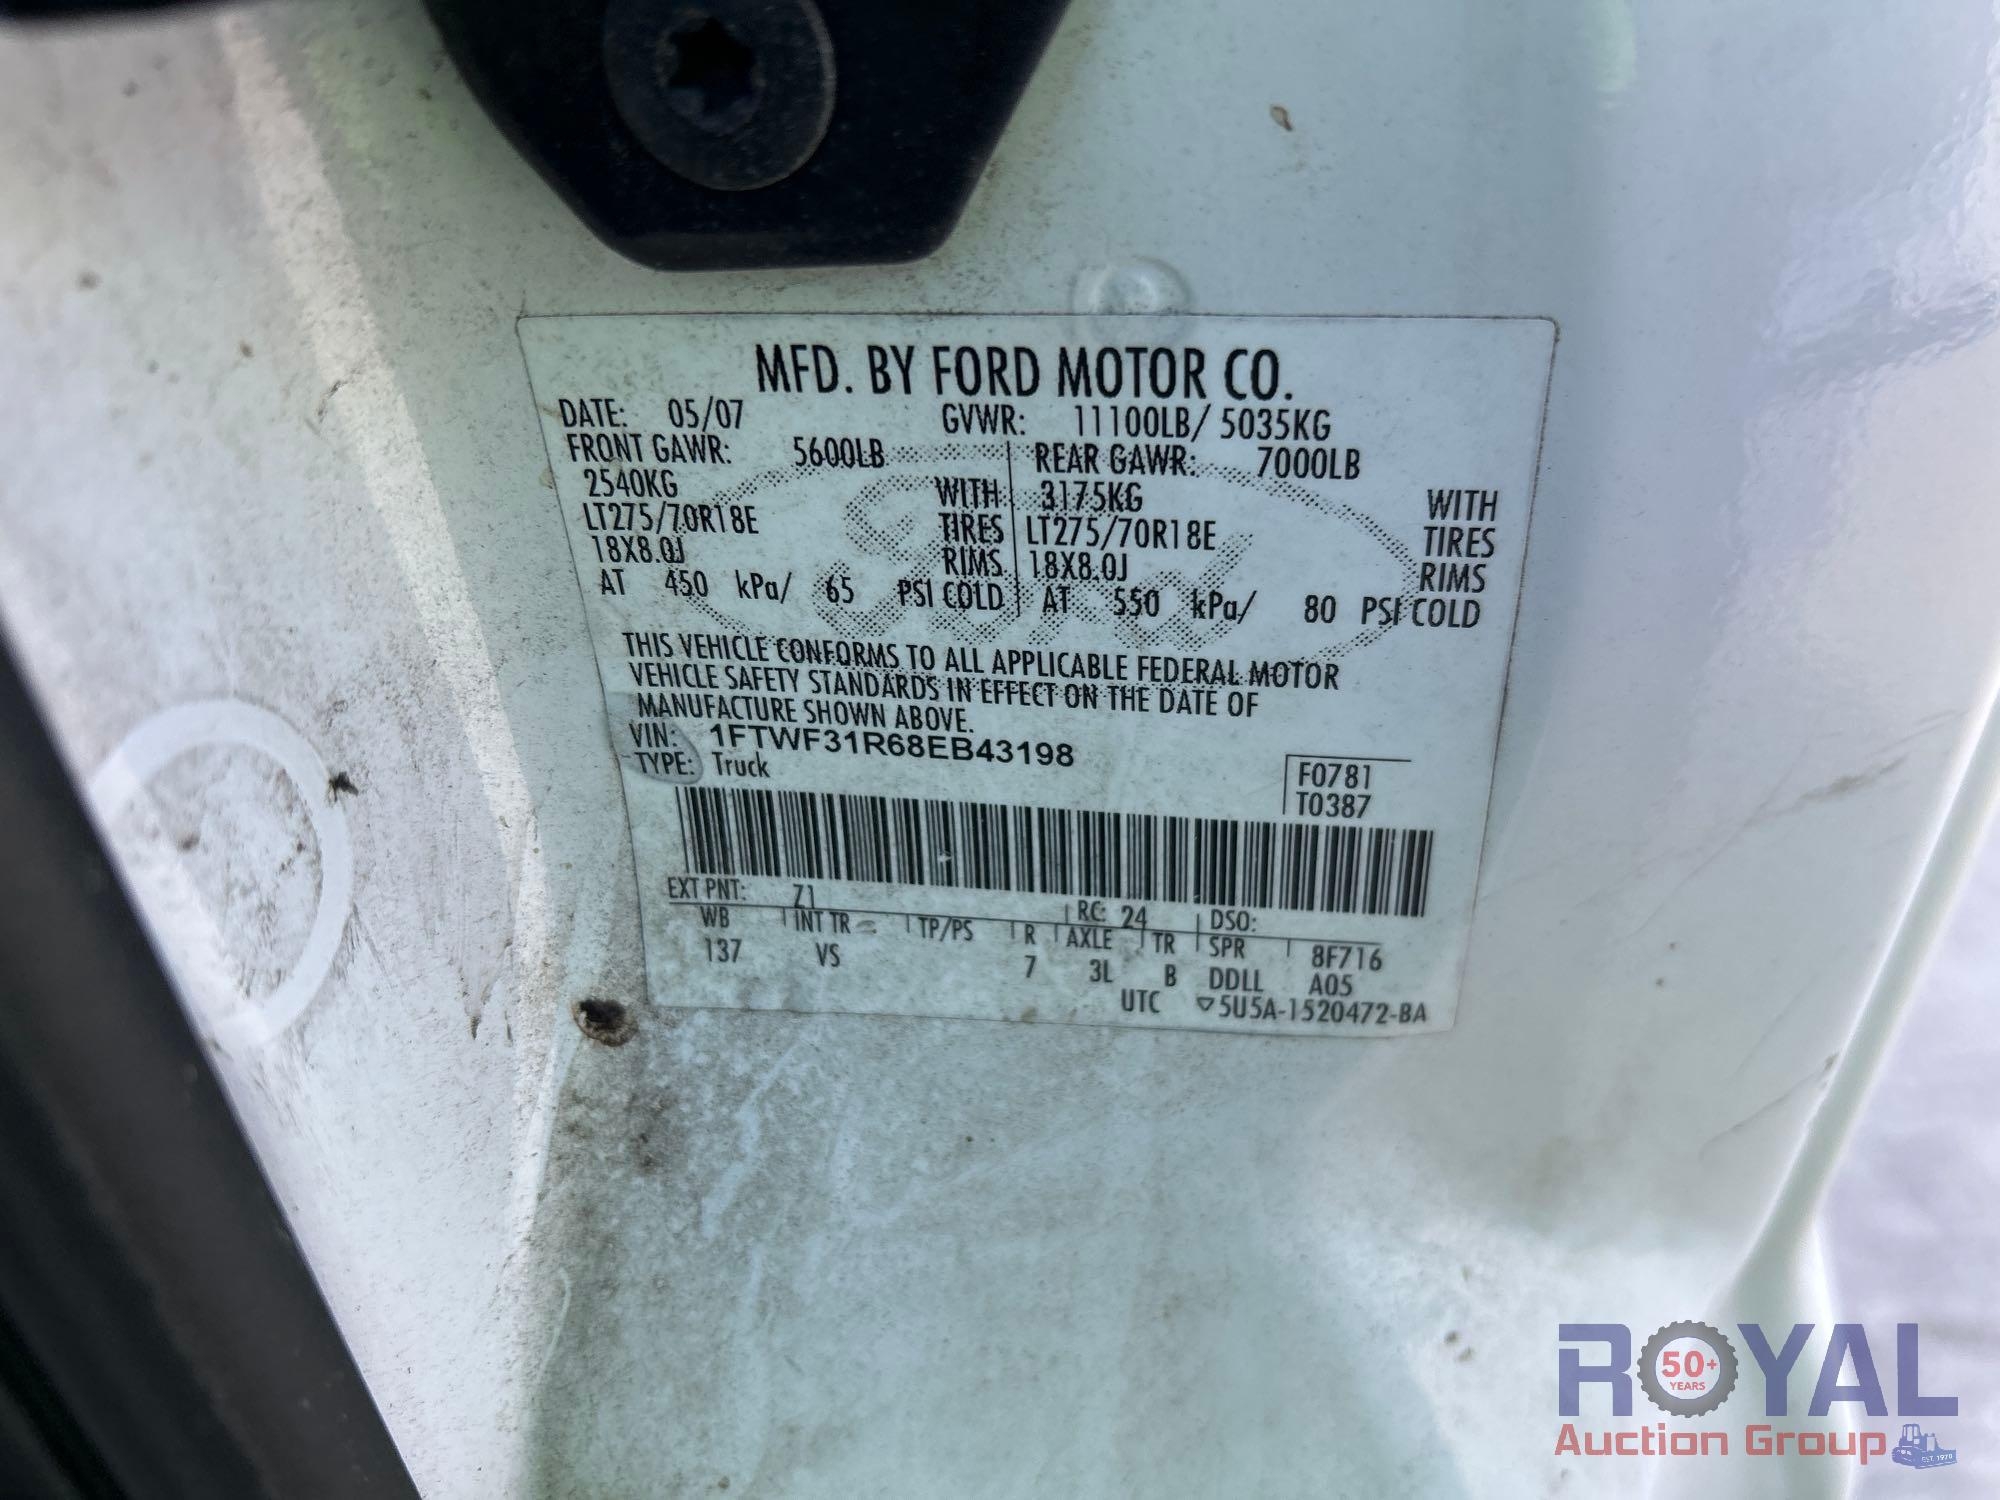 MFD. BY FORD MOTOR CO.
DATE: 05/07 GVWR: 11100LB/ 5035KG
FRONT GAWR: 5600LB REAR GAWR: 7000LB
2540KG WITH 3175KG WITH
LT275/70R18E TIRES LT275/70R18E TIRES
18X8.0J RIMS 18X8.0J RIMS
AT 450 kPa/ 65 PSI COLD AT 550 kPa/ 80 PSI COLD
THIS VEHICLE CONFORMS TO ALL APPLICABLE FEDERAL MOTOR
VEHICLE SAFETY STANDARDS IN EFFECT ON THE DATE OF
MANUFACTURE SHOWN ABOVE.
VIN: 1FTWF31R68EB43198
TYPE: Truck
F0781
T0387
EXT PNT: Z1 RC: 24 DSO:
WB INT TR TP/PS R AXLE TR SPR 8F716
137 VS 7 3L B DDLL A05
UTC ▽5U5A-1520472-BA
Ford
ROYAL
50+
YEARS
Auction Group
EST. 1970